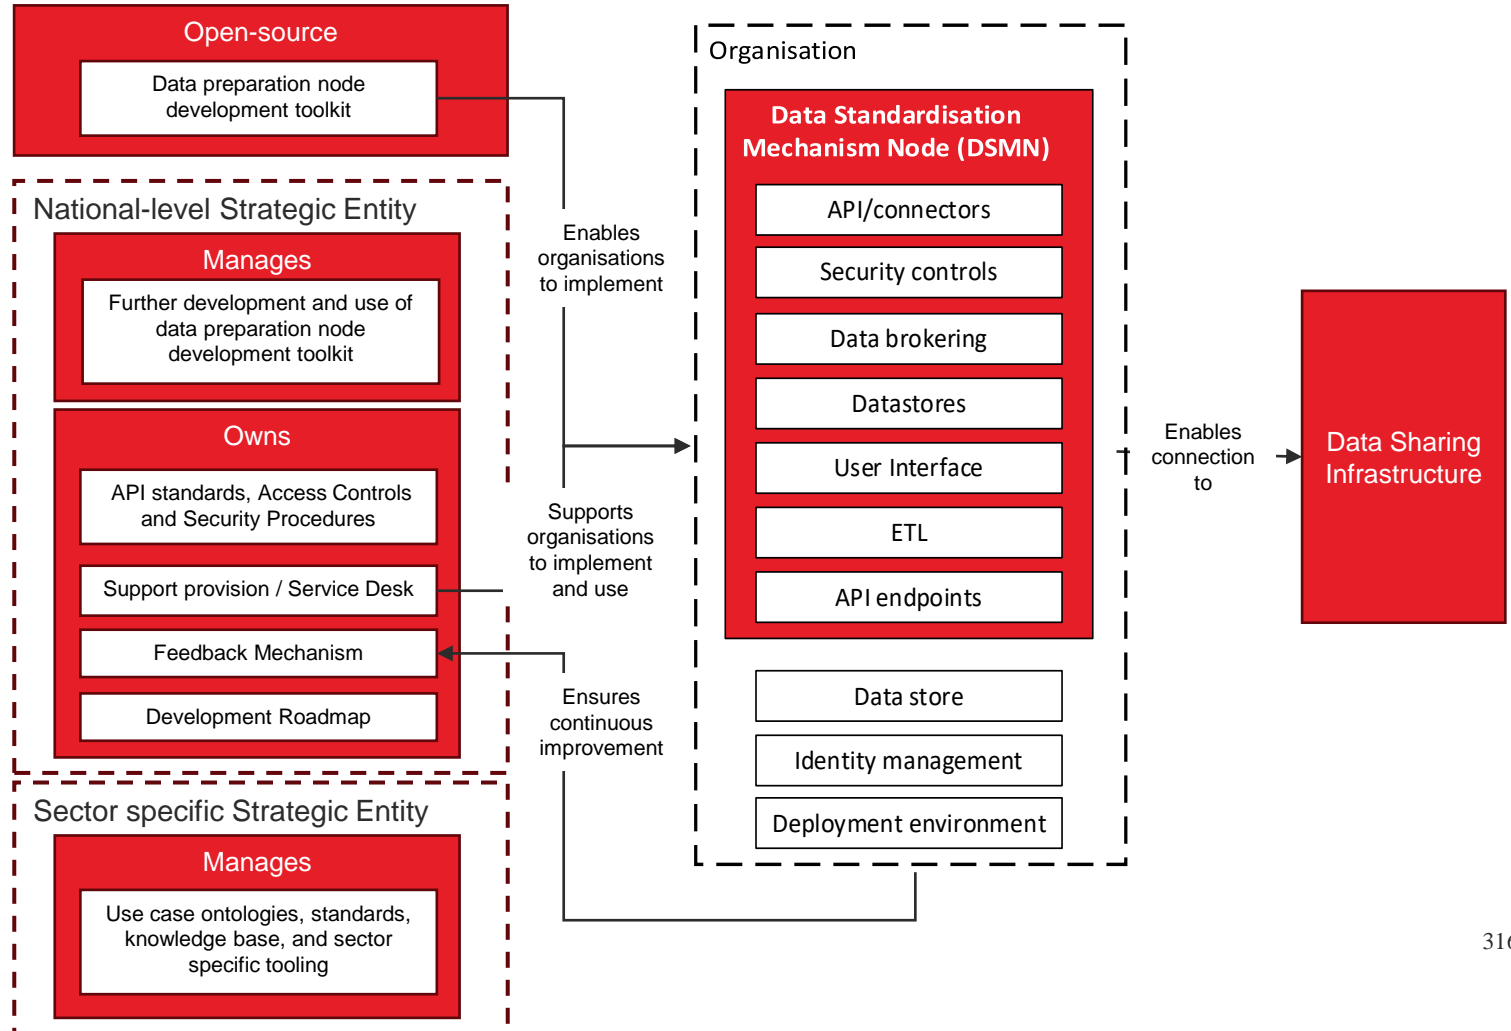 Open-source
Data preparation node
development toolkit
National-level Strategic Entity
Manages
Further development and use of
data preparation node
development toolkit
Owns
API standards, Access Controls
and Security Procedures
Support provision / Service Desk
Feedback Mechanism
Development Roadmap
Sector specific Strategic Entity
Manages
Use case ontologies, standards,
knowledge base, and sector
specific tooling
Enables
organisations
to implement
Supports
organisations
to implement
and use
Ensures
continuous
improvement
Organisation
Data Standardisation
Mechanism Node (DSMN)
API/connectors
Security controls
Data brokering
Datastores
User Interface
ETL
API endpoints
Data store
Identity management
Deployment environment
Enables
connection
to
Data Sharing
Infrastructure
316